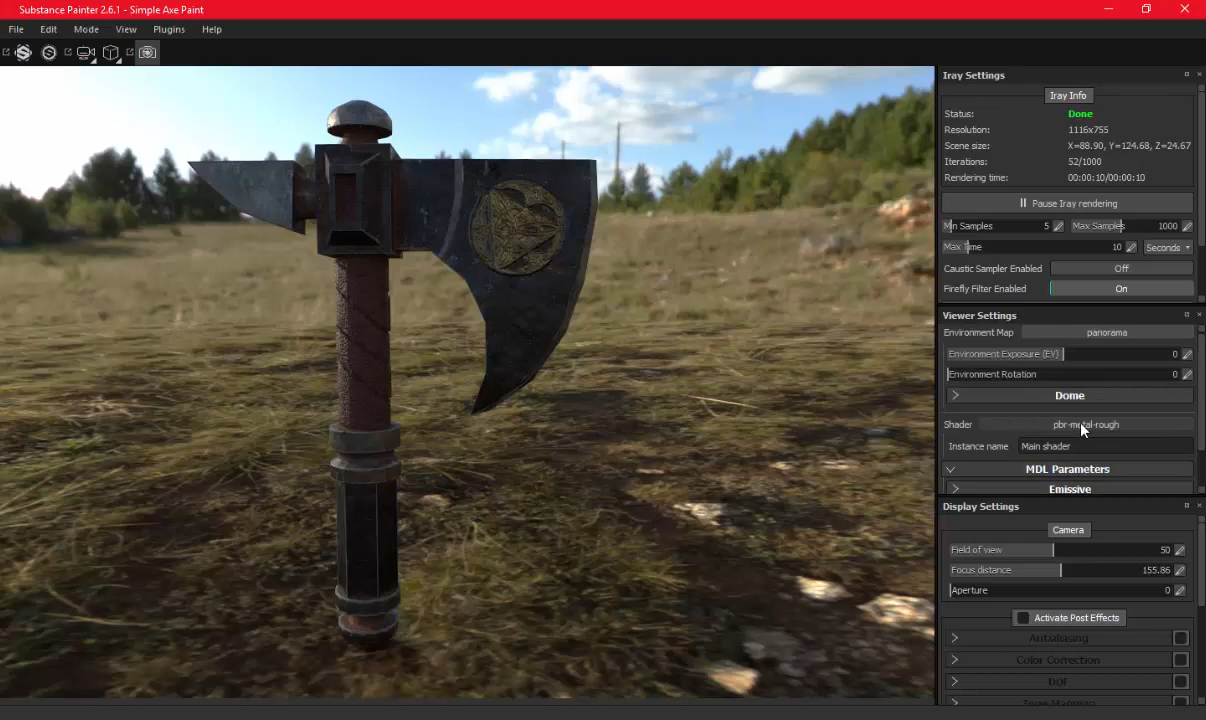 Substance Painter 2.6.1 - Simple Axe Paint
File Edit Mode View Plugins Help
Iray Settings
Iray Info
Status: Done
Resolution: 1116x755
Scene size: X=88.90, Y=124.68, Z=24.67
Iterations: 52/1000
Rendering time: 00:00:10/00:00:10
Pause Iray rendering
Min Samples 5 Max Samples 1000
Max Time 10 Seconds
Caustic Sampler Enabled Off
Firefly Filter Enabled On
Viewer Settings
Environment Map panorama
Environment Exposure (EV) 0
Environment Rotation 0
Dome
Shader pbr-metal-rough
Instance name Main shader
MDL Parameters
Emissive
Display Settings
Camera
Field of view 50
Focus distance 155.86
Aperture 0
Activate Post Effects
Antialiasing
Color Correction
DOF
Tone Mapping